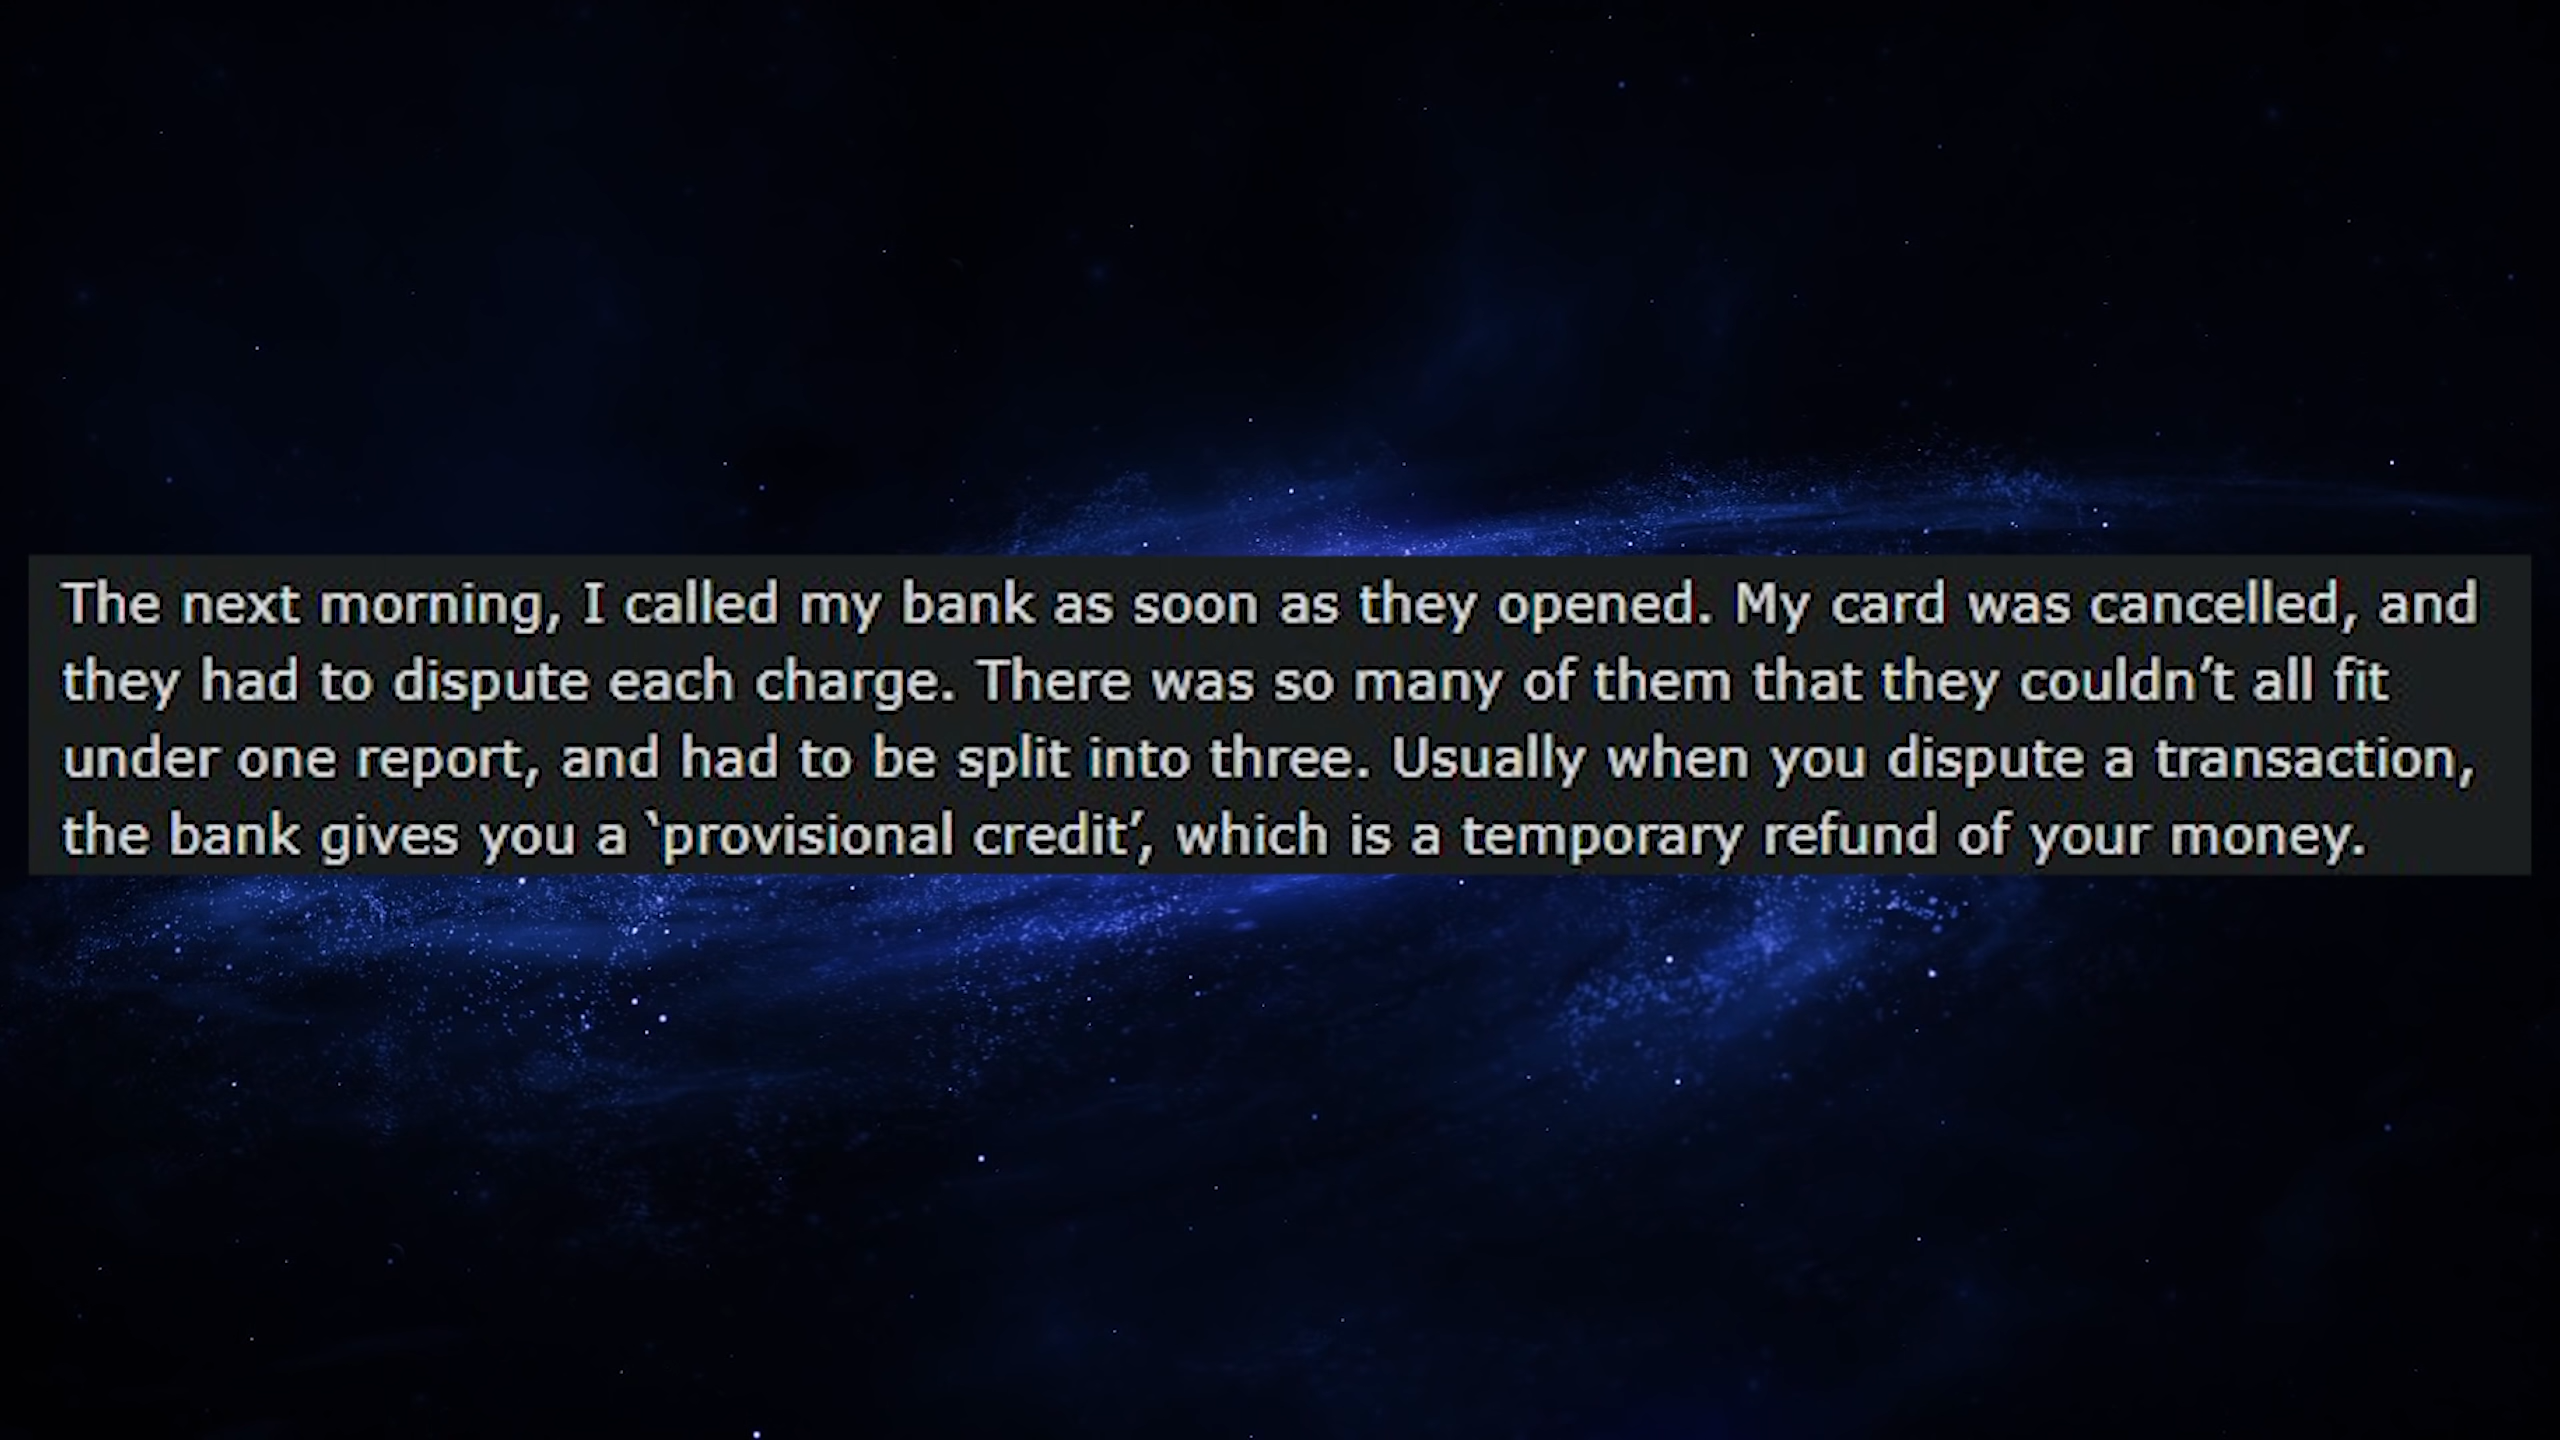 The next morning, I called my bank as soon as they opened. My card was cancelled, and
they had to dispute each charge. There was so many of them that they couldn’t all fit
under one report, and had to be split into three. Usually when you dispute a transaction,
the bank gives you a ‘provisional credit’, which is a temporary refund of your money.